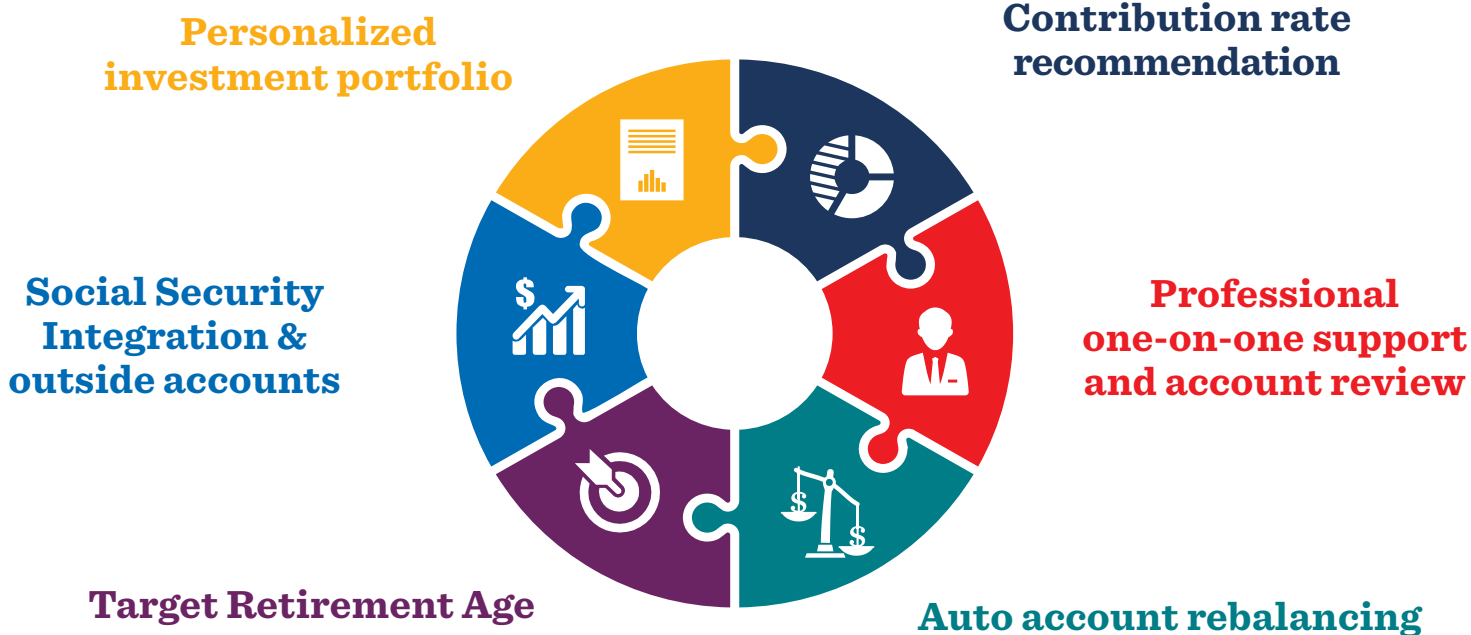 Personalized
investment portfolio
Contribution rate
recommendation
Social Security
Integration &
outside accounts
$
Professional
one-on-one support
and account review
$
$
Target Retirement Age
Auto account rebalancing